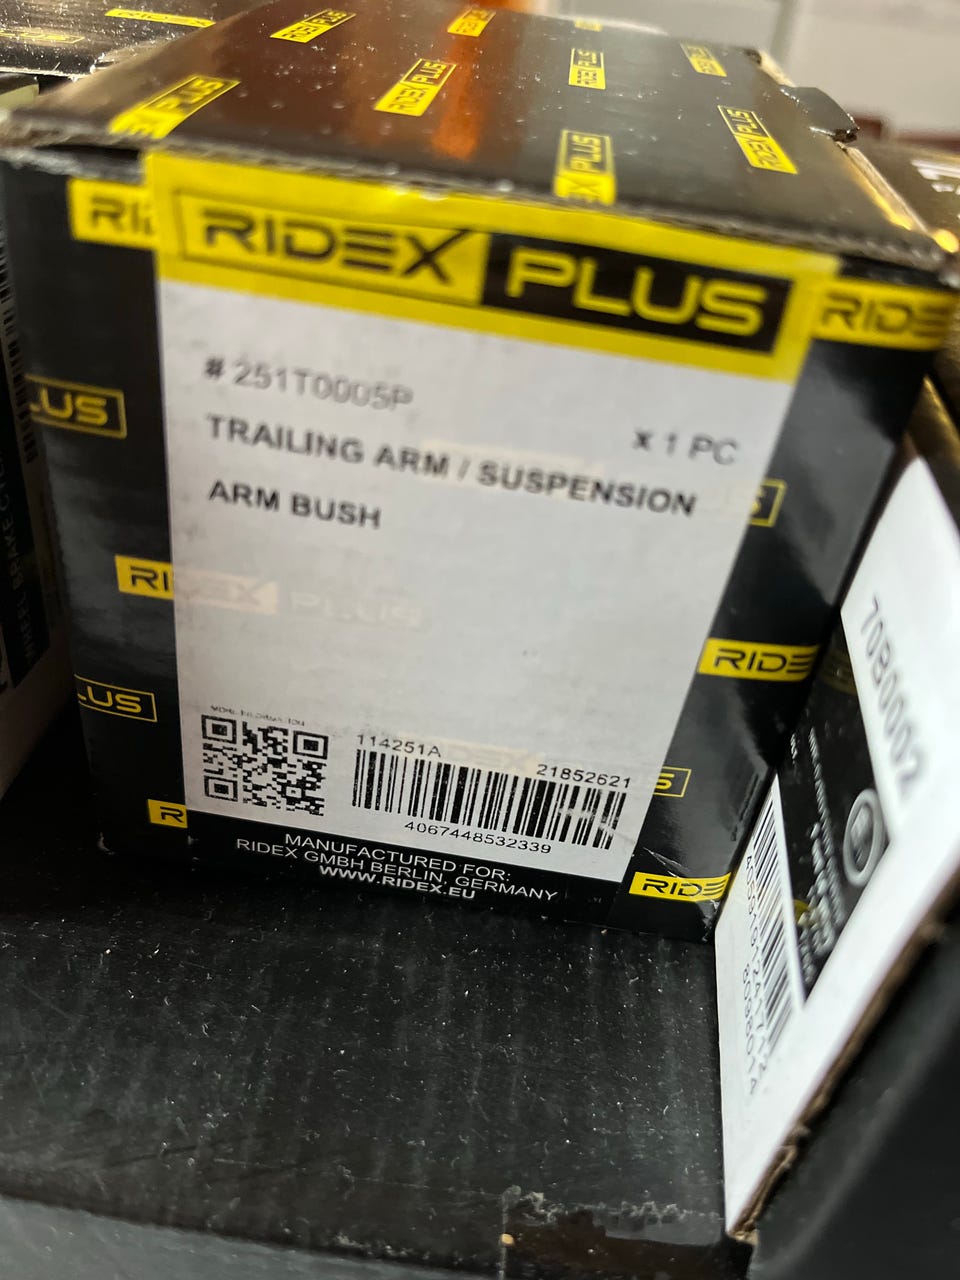 RIDEX PLUS
# 251T0005P
x 1 PC
TRAILING ARM / SUSPENSION
ARM BUSH
114251A
21852621
4067448532339
MANUFACTURED FOR:
RIDEX GMBH BERLIN, GERMANY
WWW.RIDEX.EU
70B0002